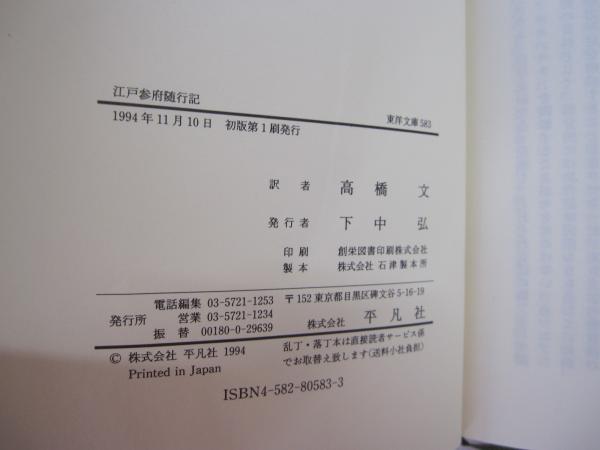 江戸参府随行記
東洋文庫583
1994年11月10日 初版第1刷発行
訳者 高橋文
発行者 下中弘
印刷 創栄図書印刷株式会社
製本 株式会社 石津製本所
発行所
電話編集 03-5721-1253
営業 03-5721-1234
振替 00180-0-29639
〒152 東京都目黒区碑文谷5-16-19
株式会社 平凡社
© 株式会社 平凡社 1994
Printed in Japan
乱丁・落丁本は直接読者サービス係
でお取替え致します(送料小社負担)
ISBN4-582-80583-3